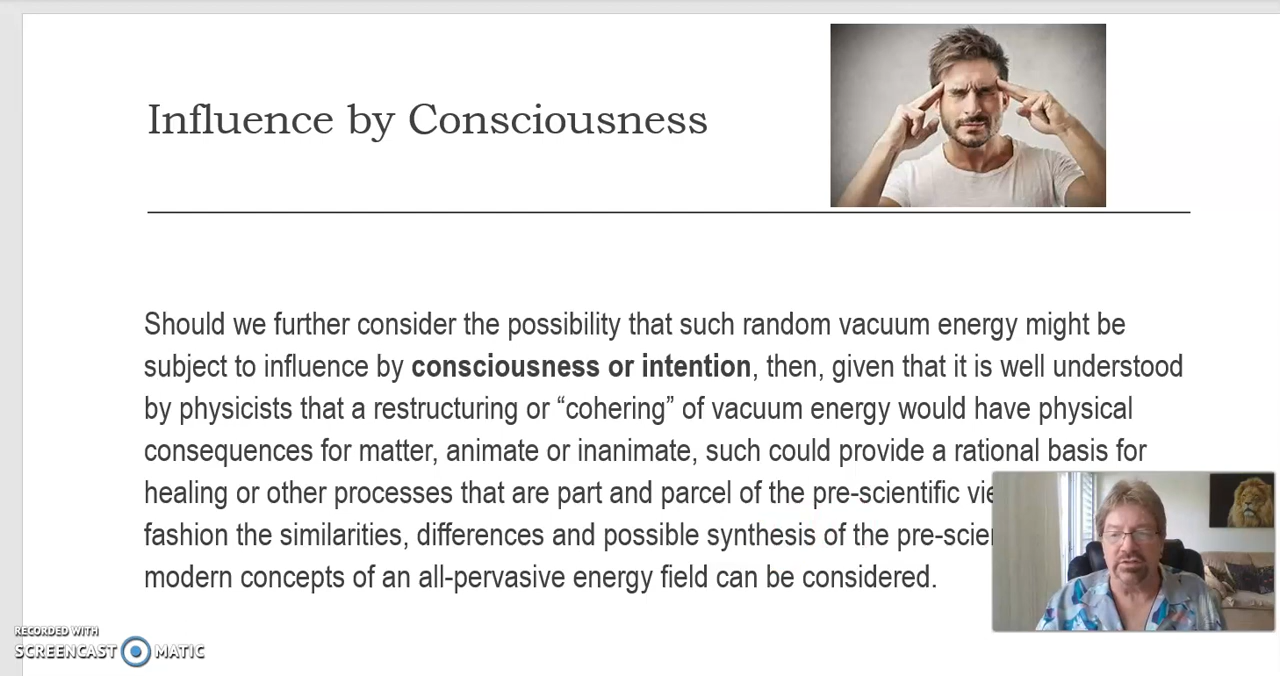 Influence by Consciousness
Should we further consider the possibility that such random vacuum energy might be
subject to influence by consciousness or intention, then, given that it is well understood
by physicists that a restructuring or “cohering” of vacuum energy would have physical
consequences for matter, animate or inanimate, such could provide a rational basis for
healing or other processes that are part and parcel of the pre-scientific
fashion the similarities, differences and possible synthesis of the
modern concepts of an all-pervasive energy field can be considered.
RECORDED WITH
SCREENCAST MATIC